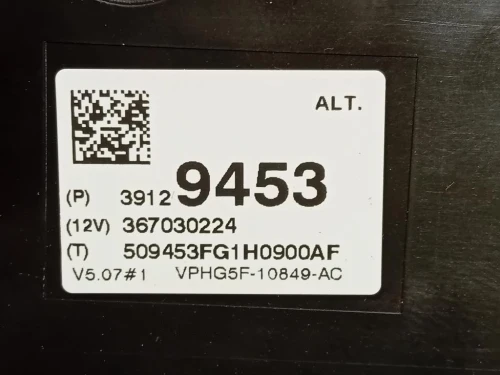 ALT.
(P) 3912 9453
(12V) 367030224
(T) 509453FG1H0900AF
V5.07#1 VPHG5F-10849-AC